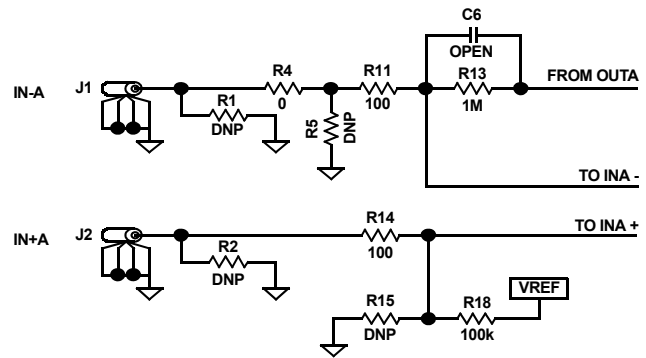 C6
OPEN
IN-A
J1
R4
0
R11
100
R13
1M
FROM OUTA
R1
DNP
R5
DNP
TO INA -
IN+A
J2
R14
100
TO INA +
R2
DNP
R15
DNP
R18
100k
VREF